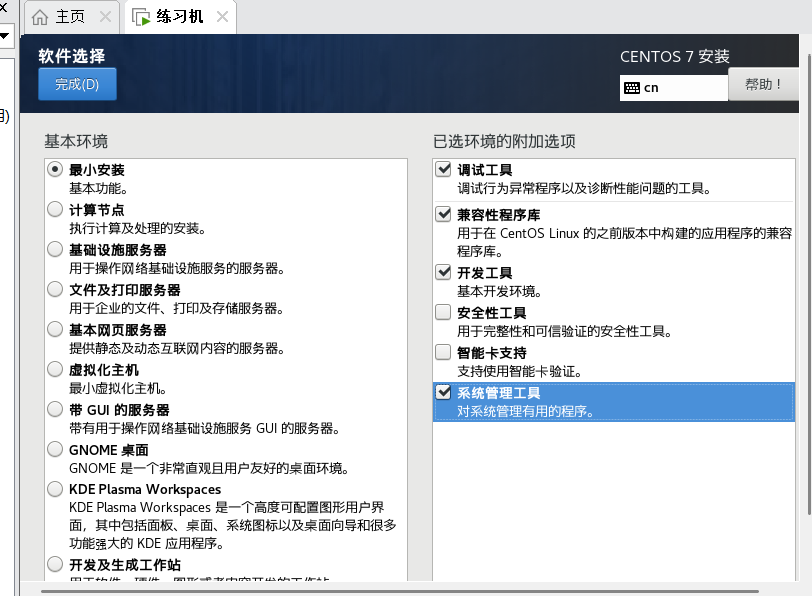 主页
练习机
软件选择
CENTOS 7 安装
完成(D)
cn
帮助！
基本环境
已选环境的附加选项
最小安装
基本功能。
计算节点
执行计算及处理的安装。
基础设施服务器
用于操作网络基础设施服务的服务器。
文件及打印服务器
用于企业的文件、打印及存储服务器。
基本网页服务器
提供静态及动态互联网内容的服务器。
虚拟化主机
最小虚拟化主机。
带 GUI 的服务器
带有用于操作网络基础设施服务 GUI 的服务器。
GNOME 桌面
GNOME 是一个非常直观且用户友好的桌面环境。
KDE Plasma Workspaces
KDE Plasma Workspaces 是一个高度可配置图形用户界
面，其中包括面板、桌面、系统图标以及桌面向导和很多
功能强大的 KDE 应用程序。
开发及生成工作站
调试工具
调试行为异常程序以及诊断性能问题的工具。
兼容性程序库
用于在 CentOS Linux 的之前版本中构建的应用程序的兼容
程序库。
开发工具
基本开发环境。
安全性工具
用于完整性和可信验证的安全性工具。
智能卡支持
支持使用智能卡验证。
系统管理工具
对系统管理有用的程序。